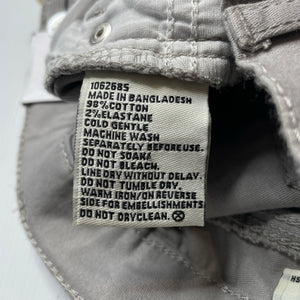 1062685
MADE IN BANGLADESH
98%COTTON
2%ELASTANE
COLD GENTLE
MACHINE WASH
SEPARATELY BEFORE USE.
DO NOT SOAK.
DO NOT BLEACH.
LINE DRY WITHOUT DELAY.
DO NOT TUMBLE DRY.
WARM IRON/ON REVERSE
SIDE FOR EMBELLISHMENTS.
DO NOT DRYCLEAN.